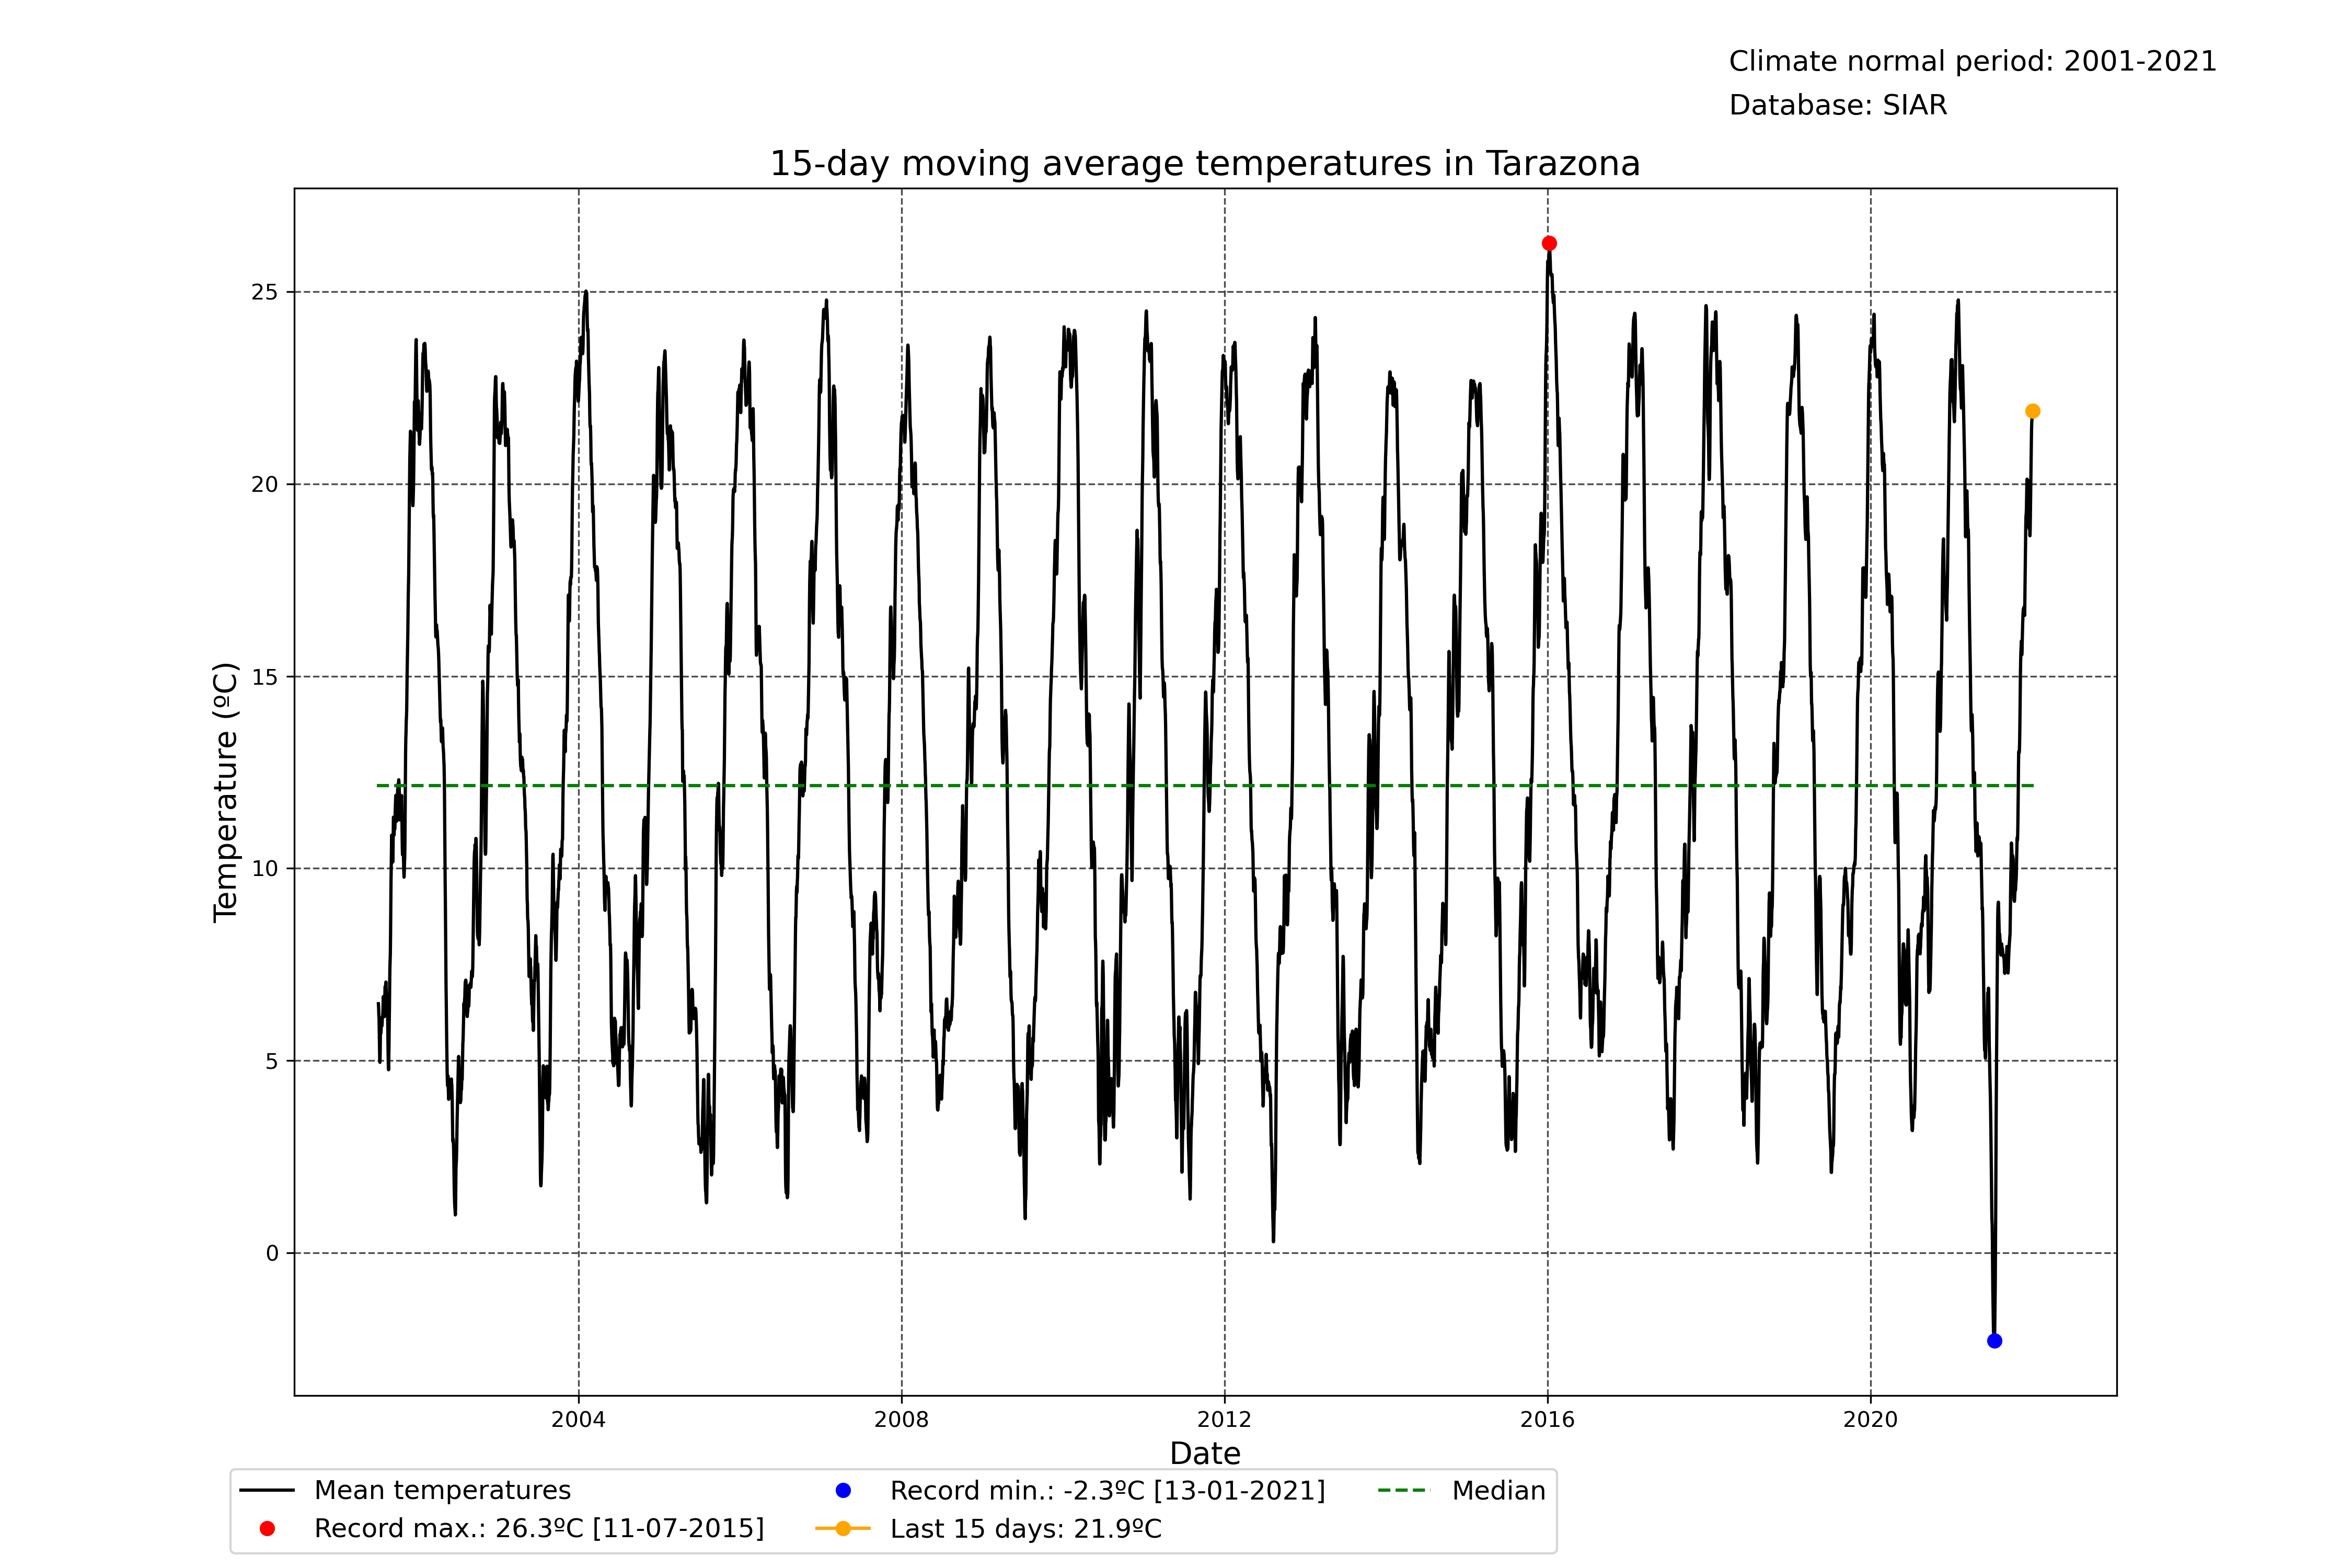 Climate normal period: 2001-2021
Database: SIAR
15-day moving average temperatures in Tarazona
Temperature (ºC)
25
20
15
10
5
0
2004
2008
2012
2016
2020
Date
Mean temperatures
Record max.: 26.3ºC [11-07-2015]
Record min.: -2.3ºC [13-01-2021]
Last 15 days: 21.9ºC
Median